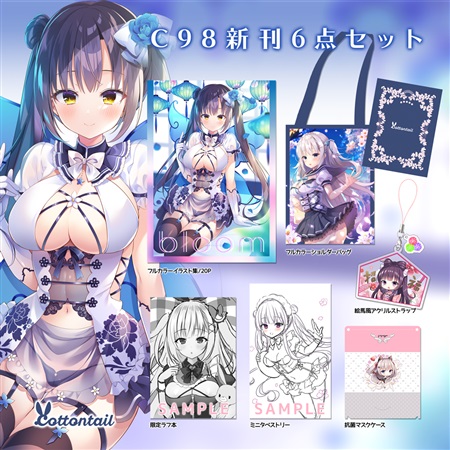 C98新刊6点セット
Cottontail
bloom
フルカラーイラスト集/20P
フルカラーショルダーバッグ
絵馬風アクリルストラップ
SAMPLE
SAMPLE
限定ラフ本
ミニタペストリー
抗菌マスクケース
Cottontail